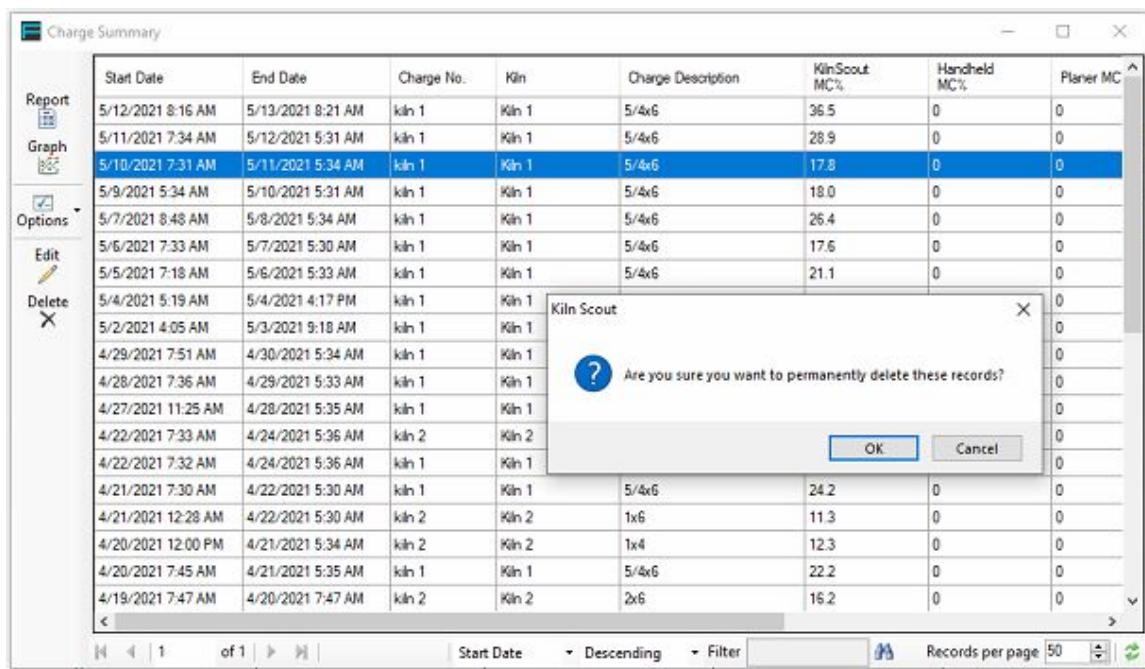 Charge Summary
Report
Graph
Options
Edit
Delete
Start Date End Date Charge No. Kiln Charge Description KilnScout MC% Handheld MC% Planer MC
5/12/2021 8:16 AM 5/13/2021 8:21 AM kiln 1 Kiln 1 5/4x6 36.5 0 0
5/11/2021 7:34 AM 5/12/2021 5:31 AM kiln 1 Kiln 1 5/4x6 28.9 0 0
5/10/2021 7:31 AM 5/11/2021 5:34 AM kiln 1 Kiln 1 5/4x6 17.8 0 0
5/9/2021 5:34 AM 5/10/2021 5:31 AM kiln 1 Kiln 1 5/4x6 18.0 0 0
5/7/2021 8:48 AM 5/8/2021 5:34 AM kiln 1 Kiln 1 5/4x6 26.4 0 0
5/6/2021 7:33 AM 5/7/2021 5:30 AM kiln 1 Kiln 1 5/4x6 17.6 0 0
5/5/2021 7:18 AM 5/6/2021 5:33 AM kiln 1 Kiln 1 5/4x6 21.1 0 0
5/4/2021 5:19 AM 5/4/2021 4:17 PM kiln 1 Kiln 1 0
5/2/2021 4:05 AM 5/3/2021 9:18 AM kiln 1 Kiln 1 0
4/29/2021 7:51 AM 4/30/2021 5:34 AM kiln 1 Kiln 1 0
4/28/2021 7:36 AM 4/29/2021 5:33 AM kiln 1 Kiln 1 0
4/27/2021 11:25 AM 4/28/2021 5:35 AM kiln 1 Kiln 1 0
4/22/2021 7:33 AM 4/24/2021 5:36 AM kiln 2 Kiln 2 0
4/22/2021 7:32 AM 4/24/2021 5:36 AM kiln 1 Kiln 1 0
4/21/2021 7:30 AM 4/22/2021 5:30 AM kiln 1 Kiln 1 5/4x6 24.2 0 0
4/21/2021 12:28 AM 4/22/2021 5:30 AM kiln 2 Kiln 2 1x6 11.3 0 0
4/20/2021 12:00 PM 4/21/2021 5:34 AM kiln 2 Kiln 2 1x4 12.3 0 0
4/20/2021 7:45 AM 4/21/2021 5:35 AM kiln 1 Kiln 1 5/4x6 22.2 0 0
4/19/2021 7:47 AM 4/20/2021 7:47 AM kiln 2 Kiln 2 2x6 16.2 0 0
Kiln Scout
Are you sure you want to permanently delete these records?
OK Cancel
1 of 1 Start Date Descending Filter Records per page 50